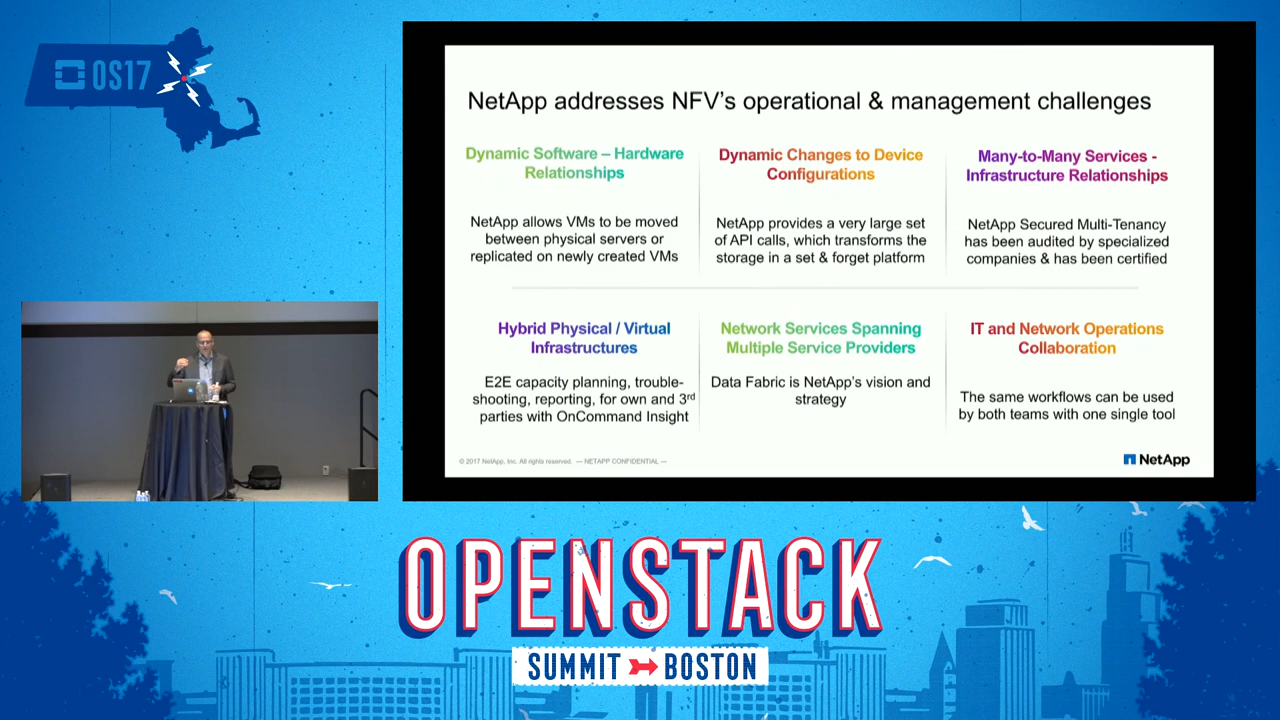 OS17
NetApp addresses NFV's operational & management challenges
Dynamic Software – Hardware
Relationships
NetApp allows VMs to be moved
between physical servers or
replicated on newly created VMs
Dynamic Changes to Device
Configurations
NetApp provides a very large set
of API calls, which transforms the
storage in a set & forget platform
Many-to-Many Services -
Infrastructure Relationships
NetApp Secured Multi-Tenancy
has been audited by specialized
companies & has been certified
Hybrid Physical / Virtual
Infrastructures
E2E capacity planning, trouble-
shooting, reporting, for own and 3rd
parties with OnCommand Insight
Network Services Spanning
Multiple Service Providers
Data Fabric is NetApp's vision and
strategy
IT and Network Operations
Collaboration
The same workflows can be used
by both teams with one single tool
© 2017 NetApp, Inc. All rights reserved. — NETAPP CONFIDENTIAL —
NetApp
OPENSTACK
SUMMIT BOSTON